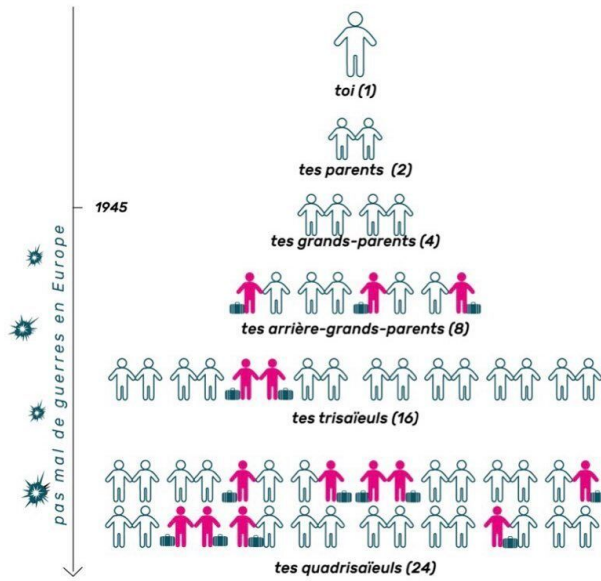 toi (1)
tes parents (2)
1945
tes grands-parents (4)
tes arrière-grands-parents (8)
tes trisaïeuls (16)
tes quadrisaïeuls (24)
pas mal de guerres en Europe